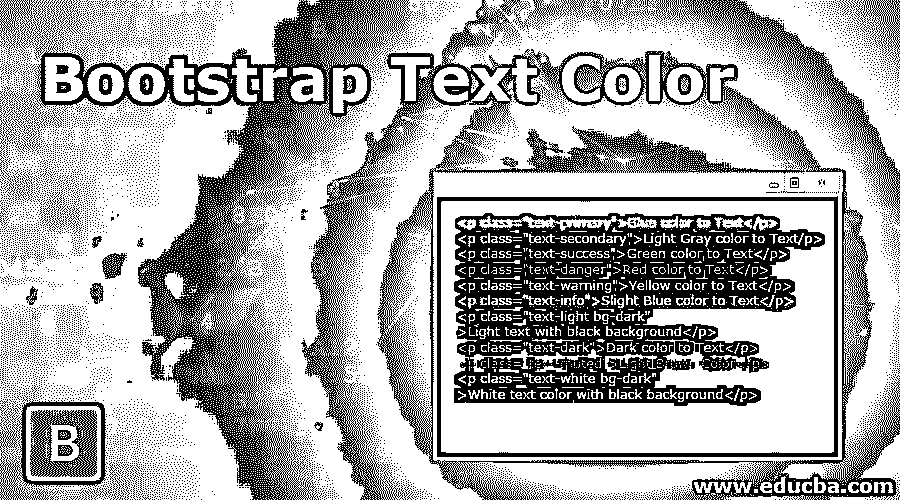 Bootstrap Text Color
<p class="text-primary">Blue color to Text</p>
<p class="text-secondary">Light Gray color to Text/p>
<p class="text-success">Green color to Text</p>
<p class="text-danger">Red color to Text</p>
<p class="text-warning">Yellow color to Text</p>
<p class="text-info">Slight Blue color to Text</p>
<p class="text-light bg-dark"
>Light text with black background</p>
<p class="text-dark">Dark color to Text</p>
<p class="text-white bg-dark"
>White text color with black background</p>
B
www.educba.com